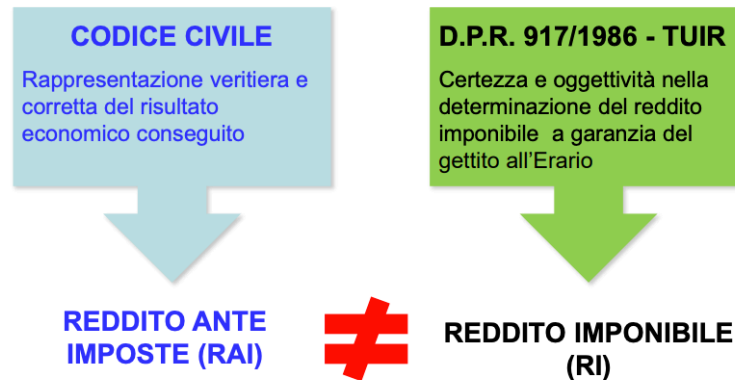 CODICE CIVILE
Rappresentazione veritiera e
corretta del risultato
economico conseguito
D.P.R. 917/1986 - TUIR
Certezza e oggettività nella
determinazione del reddito
imponibile a garanzia del
gettito all'Erario
REDDITO ANTE
IMPOSTE (RAI)
≠
REDDITO IMPONIBILE
(RI)